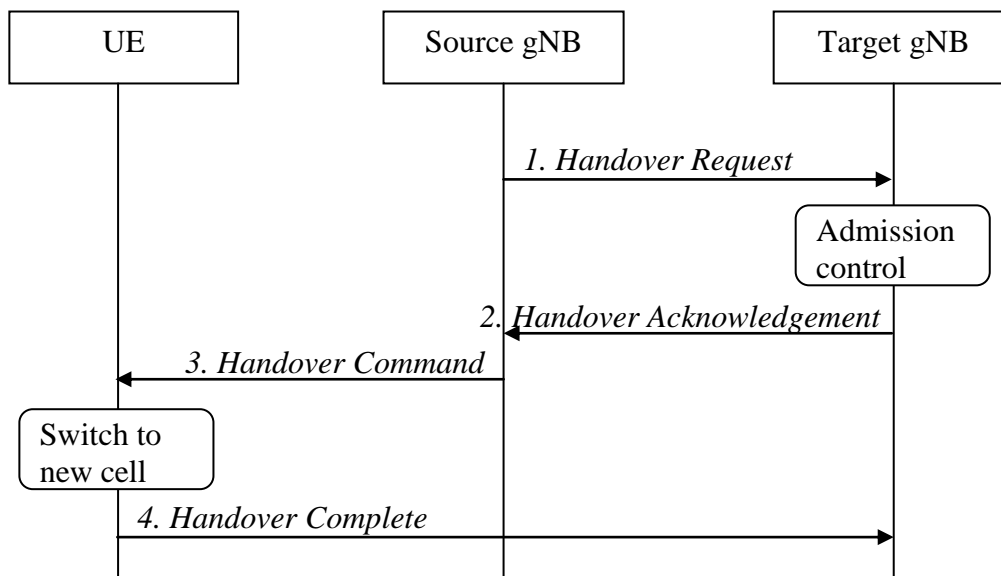 UE
Source gNB
Target gNB
1. Handover Request
Admission
control
2. Handover Acknowledgement
3. Handover Command
Switch to
new cell
4. Handover Complete